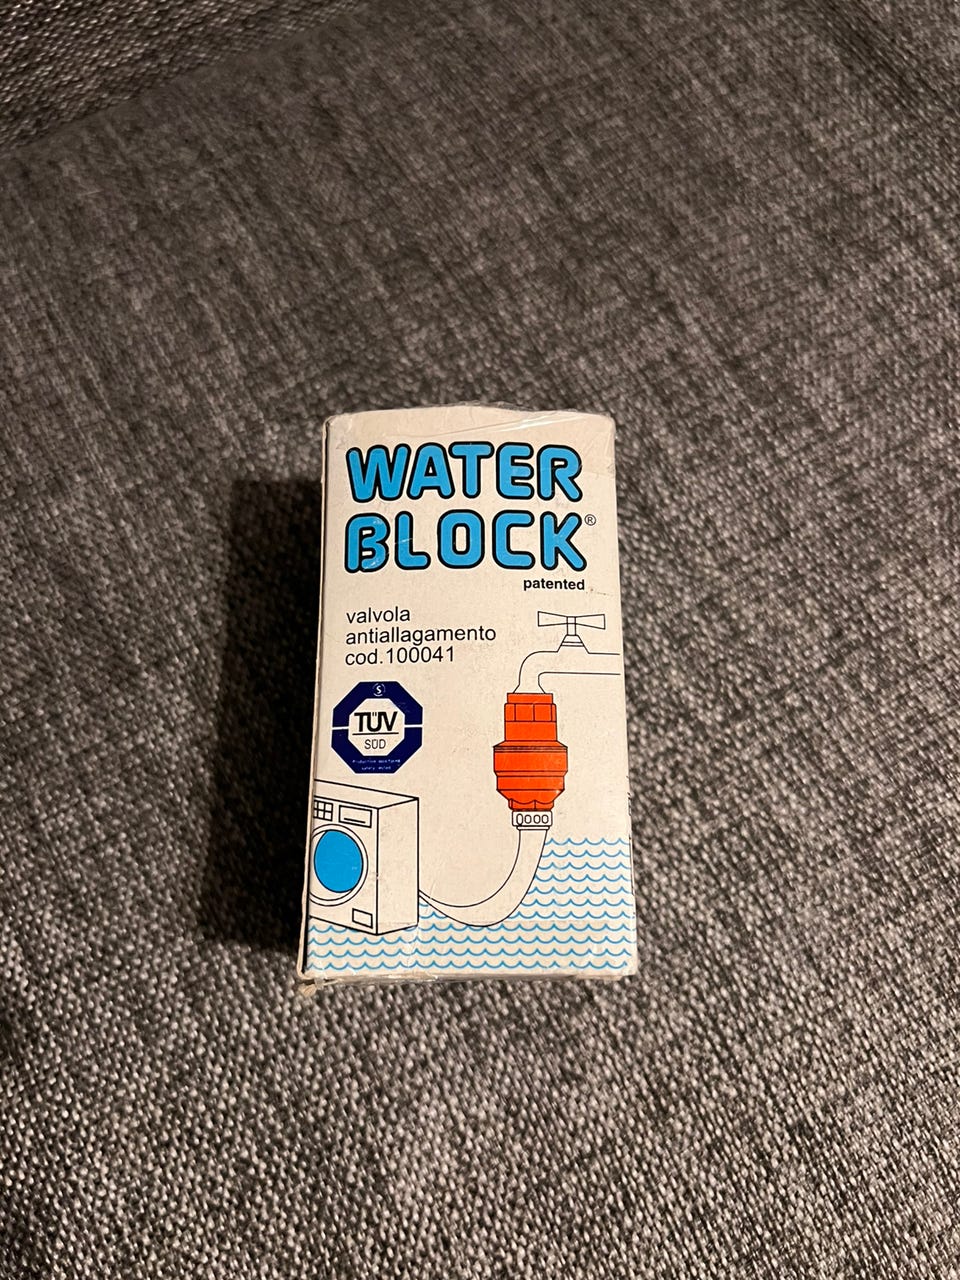 WATER
BLOCK®
patented
valvola
antiallagamento
cod.100041
S
TÜV
SÜD